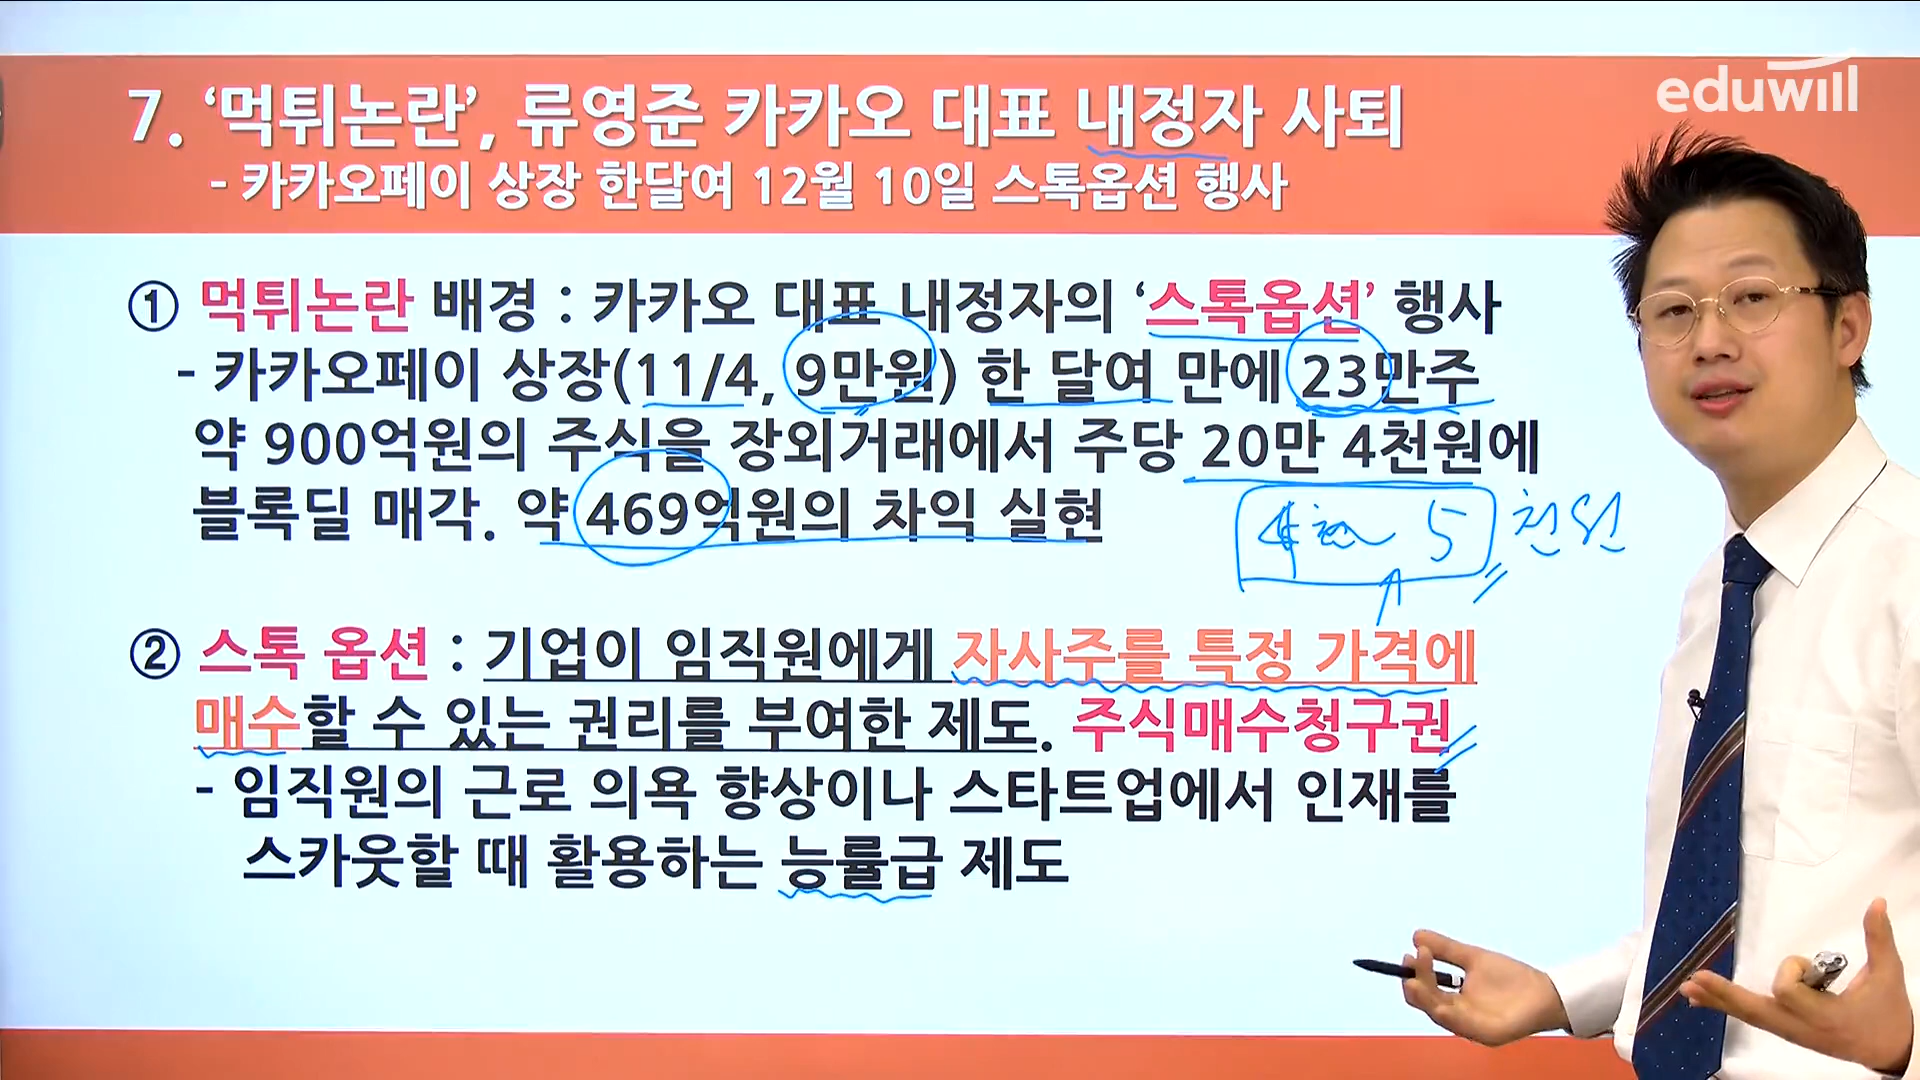 eduwill
7. ‘먹튀논란’, 류영준 카카오 대표 내정자 사퇴
- 카카오페이 상장 한달여 12월 10일 스톡옵션 행사
① 먹튀논란 배경 : 카카오 대표 내정자의 ‘스톡옵션’ 행사
- 카카오페이 상장(11/4, 9만원) 한 달여 만에 23만주
약 900억원의 주식을 장외거래에서 주당 20만 4천원에
블록딜 매각. 약 469억원의 차익 실현
5 천원
② 스톡 옵션 : 기업이 임직원에게 자사주를 특정 가격에
매수할 수 있는 권리를 부여한 제도. 주식매수청구권
- 임직원의 근로 의욕 향상이나 스타트업에서 인재를
스카웃할 때 활용하는 능률급 제도